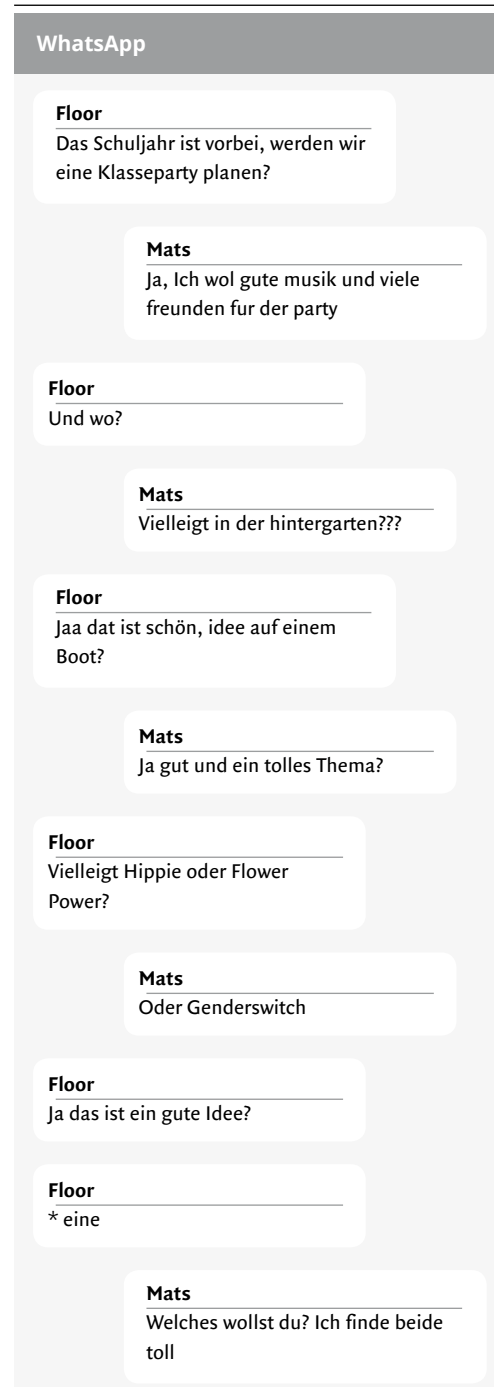 WhatsApp
Floor
Das Schuljahr ist vorbei, werden wir
eine Klasseparty planen?
Mats
Ja, Ich wol gute musik und viele
freunden fur der party
Floor
Und wo?
Mats
Vielleigt in der hintergarten???
Floor
Jaa dat ist schön, idee auf einem
Boot?
Mats
Ja gut und ein tolles Thema?
Floor
Vielleigt Hippie oder Flower
Power?
Mats
Oder Genderswitch
Floor
Ja das ist ein gute Idee?
Floor
* eine
Mats
Welches wollst du? Ich finde beide
toll